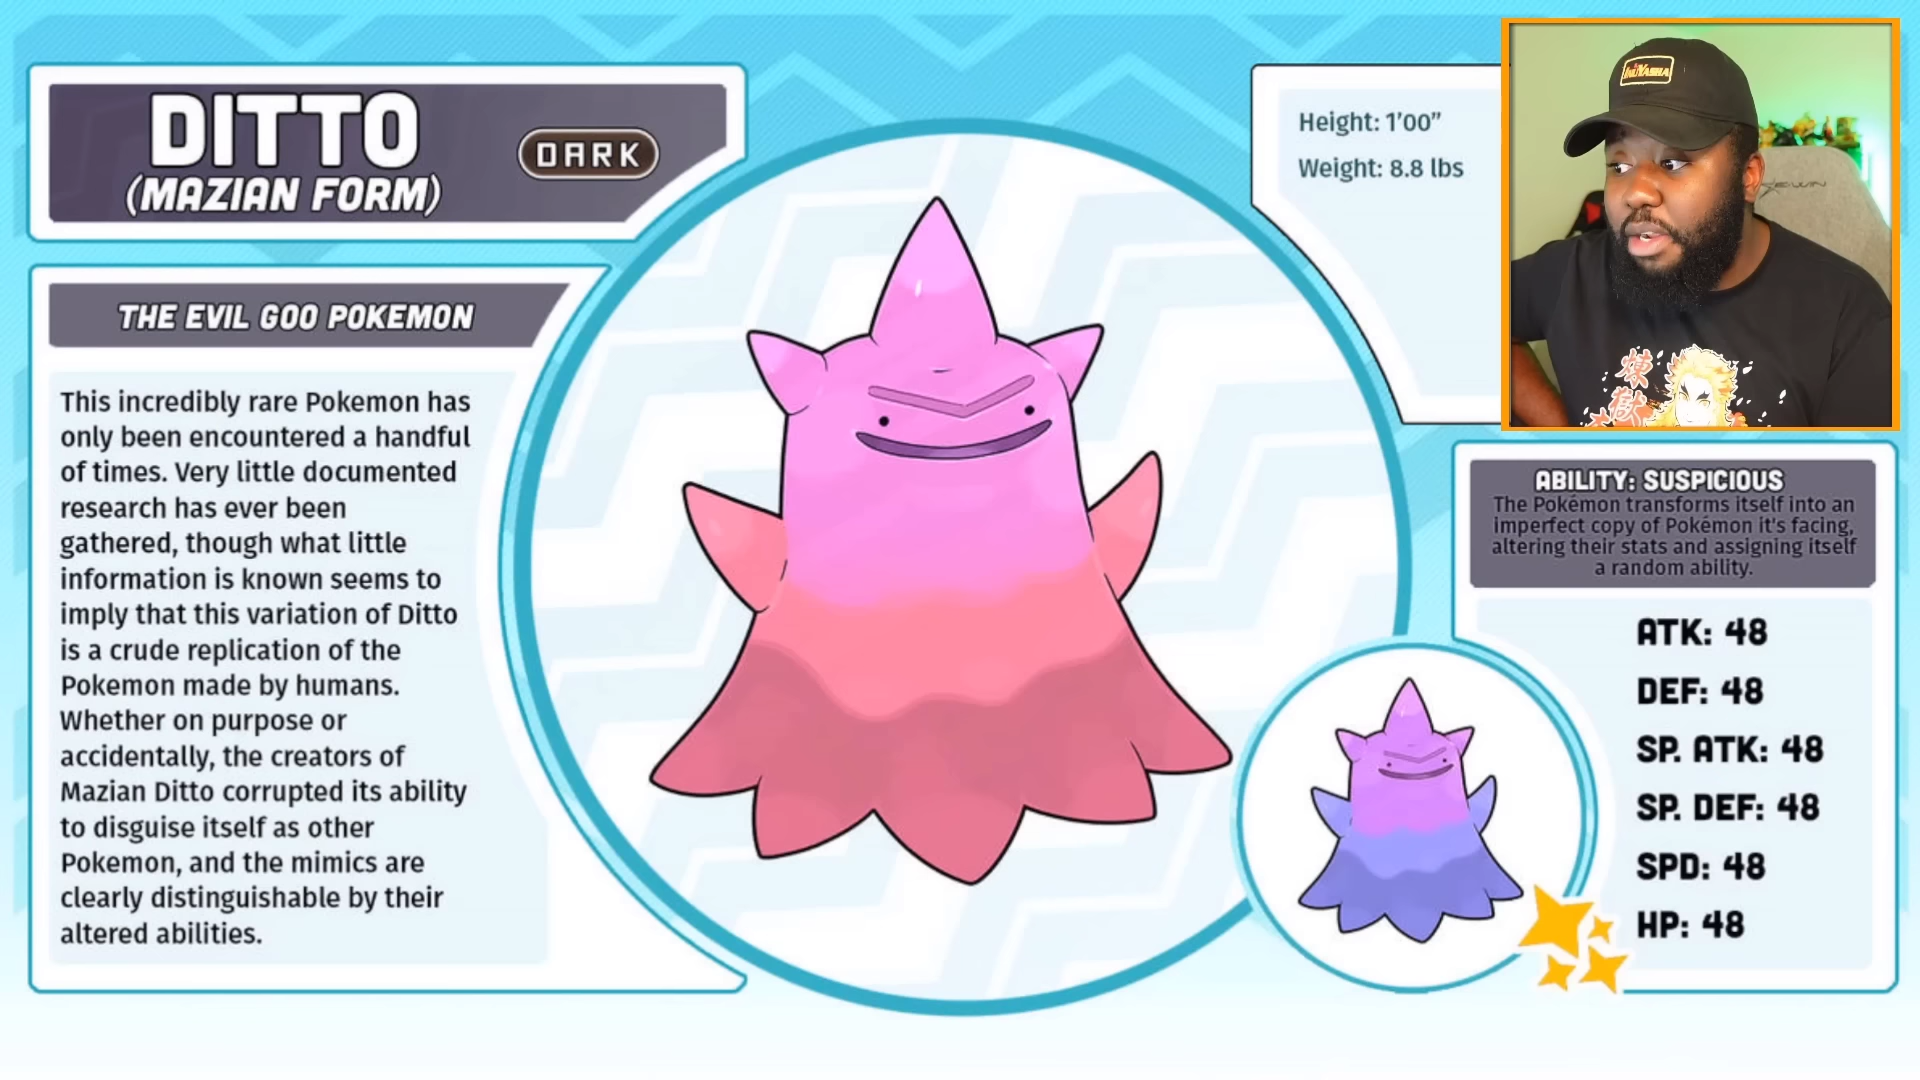 DITTO
(MAZIAN FORM)
DARK
THE EVIL GOO POKEMON
This incredibly rare Pokemon has
only been encountered a handful
of times. Very little documented
research has ever been
gathered, though what little
information is known seems to
imply that this variation of Ditto
is a crude replication of the
Pokemon made by humans.
Whether on purpose or
accidentally, the creators of
Mazian Ditto corrupted its ability
to disguise itself as other
Pokemon, and the mimics are
clearly distinguishable by their
altered abilities.
Height: 1’00”
Weight: 8.8 lbs
INUYASHA
煉
獄
ABILITY: SUSPICIOUS
The Pokémon transforms itself into an
imperfect copy of Pokémon it's facing,
altering their stats and assigning itself
a random ability.
ATK: 48
DEF: 48
SP. ATK: 48
SP. DEF: 48
SPD: 48
HP: 48